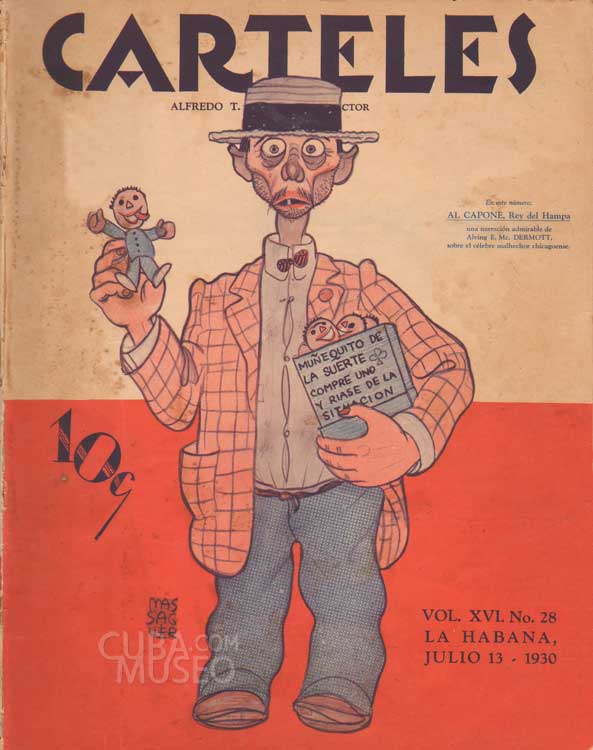 CARTELES
ALFREDO T.
CTOR
En este número:
AL CAPONE, Rey del Hampa
una narración admirable de
Alving E. Mc. DERMOTT,
sobre el célebre malhechor chicagoense.
MUÑEQUITO DE
LA SUERTE
COMPRE UNO
Y RIASE DE LA
SITUACION
10¢
MAS
SAG
UER
VOL. XVI. No. 28
LA HABANA,
JULIO 13 - 1930
CUBA.com
MUSEO